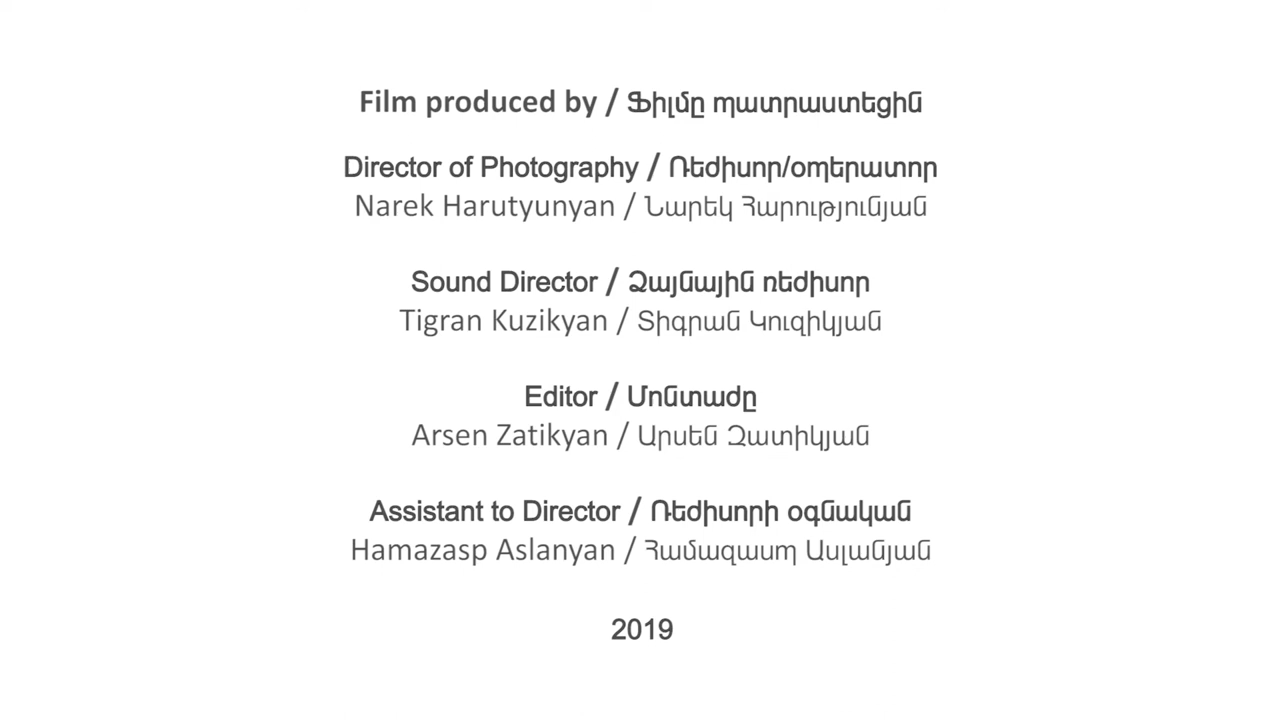 Film produced by / Ֆիլմը պատրաստեցին
Director of Photography / Ռեժիսոր/օպերատոր
Narek Harutyunyan / Նարեկ Հարությունյան
Sound Director / Ձայնային ռեժիսոր
Tigran Kuzikyan / Տիգրան Կուզիկյան
Editor / Մոնտաժը
Arsen Zatikyan / Արսեն Զատիկյան
Assistant to Director / Ռեժիսորի օգնական
Hamazasp Aslanyan / Համազասպ Ասլանյան
2019